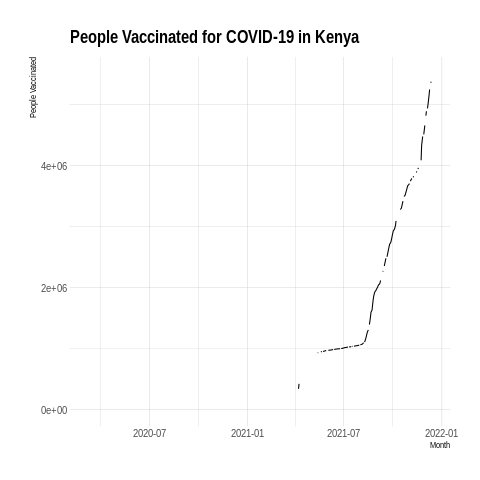 People Vaccinated for COVID-19 in Kenya
People Vaccinated
4e+06
2e+06
0e+00
2020-07
2021-01
2021-07
2022-01
Month